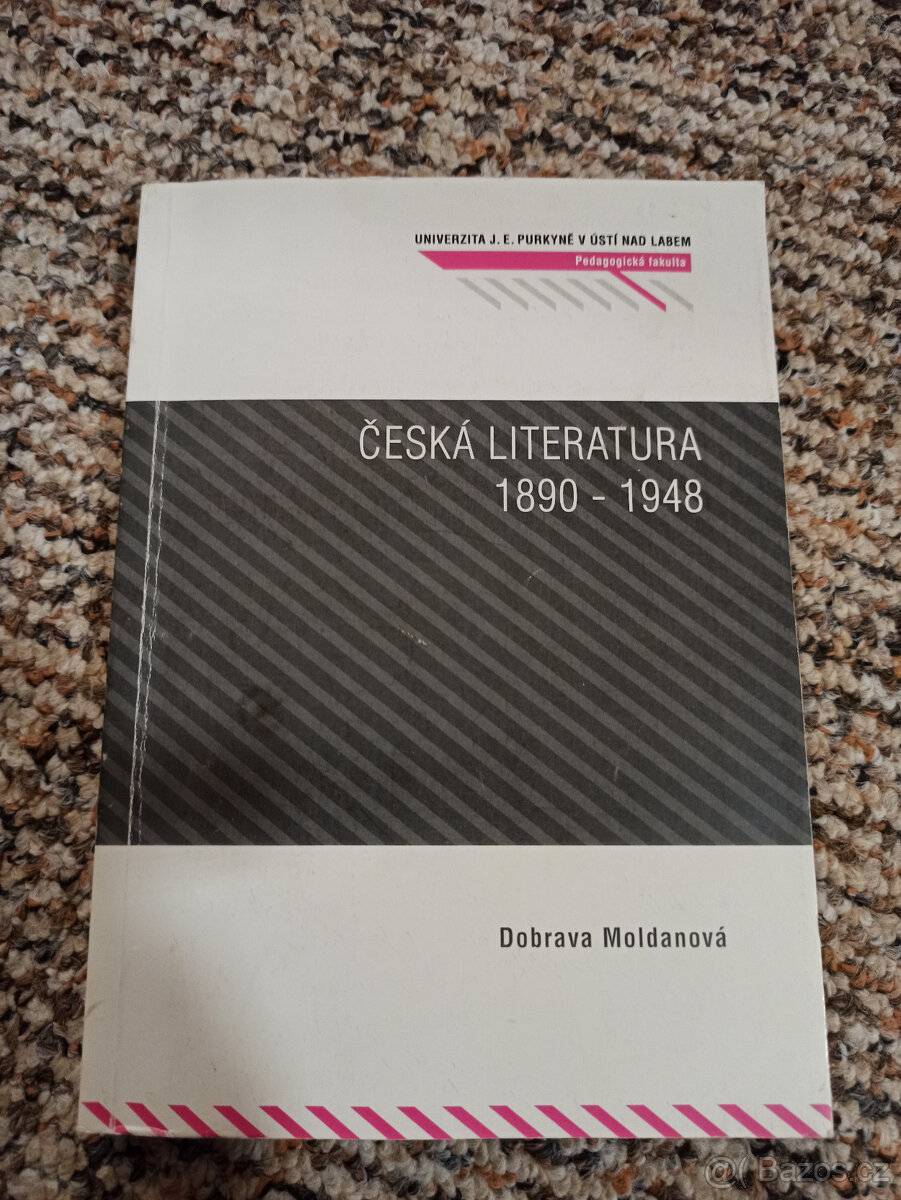 UNIVERZITA J. E. PURKYNĚ V ÚSTÍ NAD LABEM
Pedagogická fakulta
ČESKÁ LITERATURA
1890 - 1948
Dobrava Moldanová
@( Bazos.cz